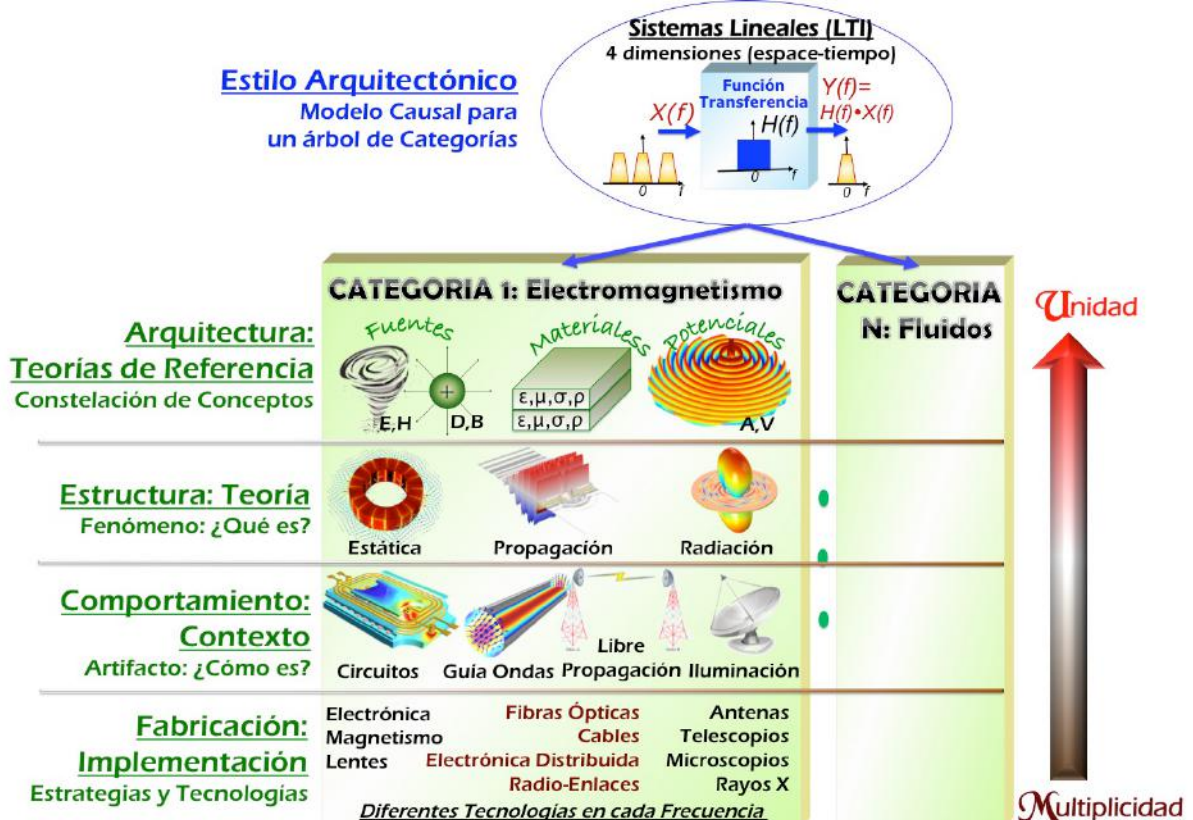 Sistemas Lineales (LTI)
4 dimensiones (espace-tiempo)
Estilo Arquitectónico
Modelo Causal para
un árbol de Categorías
X(f)
Función
Transferencia
H(f)
Y(f)=
H(f)•X(f)
0 f
0 f
0 f
CATEGORIA 1: Electromagnetismo
CATEGORIA
N: Fluidos
Unidad
Arquitectura:
Teorías de Referencia
Constelación de Conceptos
Fuentes
Materialess
Potenciales
+
E,H
D,B
ε,μ,σ,ρ
ε,μ,σ,ρ
A,V
Estructura: Teoría
Fenómeno: ¿Qué es?
Estática
Propagación
Radiación
Comportamiento:
Contexto
Artifacto: ¿Cómo es?
Circuitos
Guía Ondas
Libre
Propagación
Iluminación
Fabricación:
Implementación
Estrategias y Tecnologías
Electrónica
Magnetismo
Lentes
Fibras Ópticas
Cables
Electrónica Distribuida
Radio-Enlaces
Antenas
Telescopios
Microscopios
Rayos X
Diferentes Tecnologías en cada Frecuencia
Multiplicidad